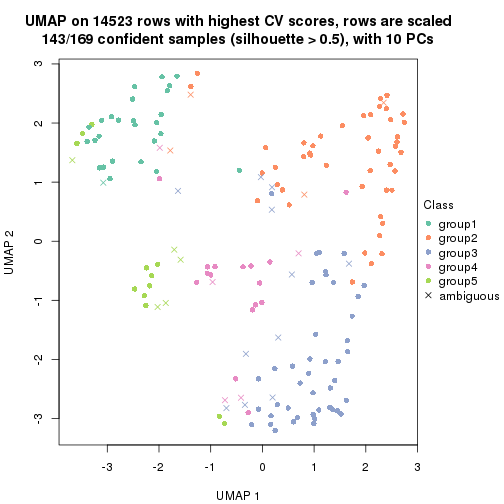 UMAP on 14523 rows with highest CV scores, rows are scaled
143/169 confident samples (silhouette > 0.5), with 10 PCs
3
2
1
0
-1
-2
-3
UMAP 2
-3
-2
-1
0
1
2
3
UMAP 1
Class
group1
group2
group3
group4
group5
ambiguous